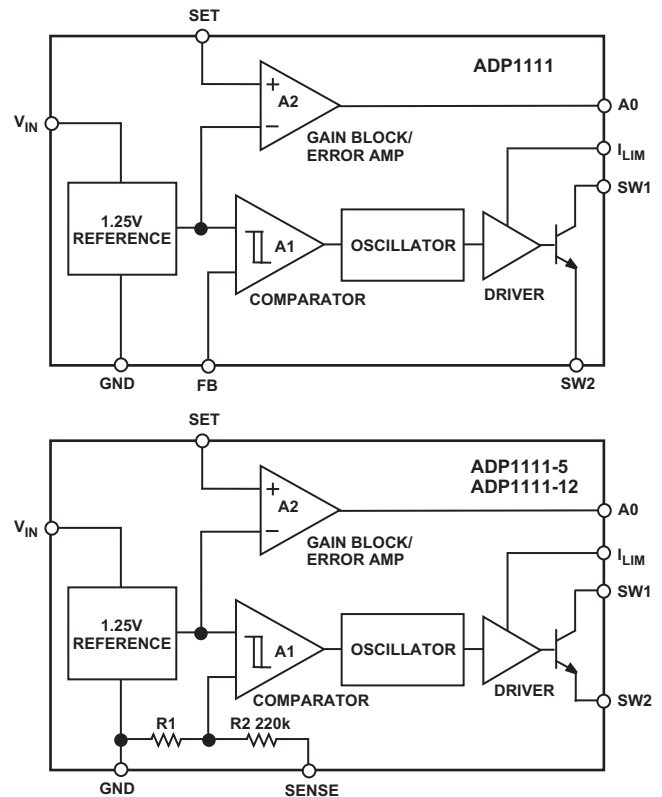 SET
ADP1111
A2
+
−
GAIN BLOCK/
ERROR AMP
A0
V_IN
I_LIM
SW1
1.25V
REFERENCE
A1
COMPARATOR
OSCILLATOR
DRIVER
GND
FB
SW2
SET
ADP1111-5
ADP1111-12
A2
+
−
GAIN BLOCK/
ERROR AMP
A0
V_IN
I_LIM
SW1
1.25V
REFERENCE
A1
COMPARATOR
OSCILLATOR
DRIVER
SW2
R1
R2 220k
GND
SENSE